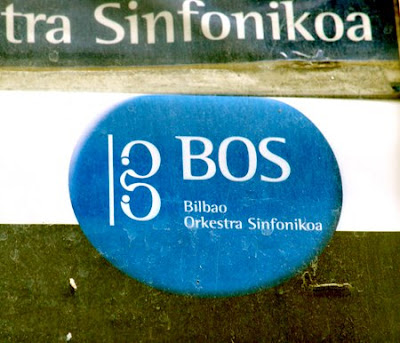 tra Sinfonikoa
BOS
Bilbao
Orkestra Sinfonikoa